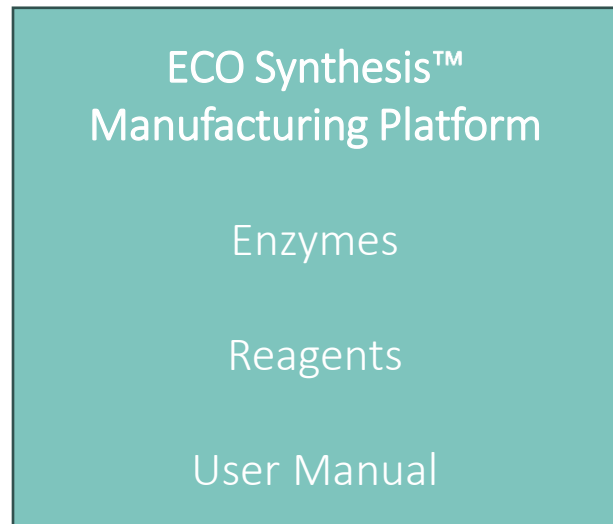 ECO Synthesis™
Manufacturing Platform
Enzymes
Reagents
User Manual